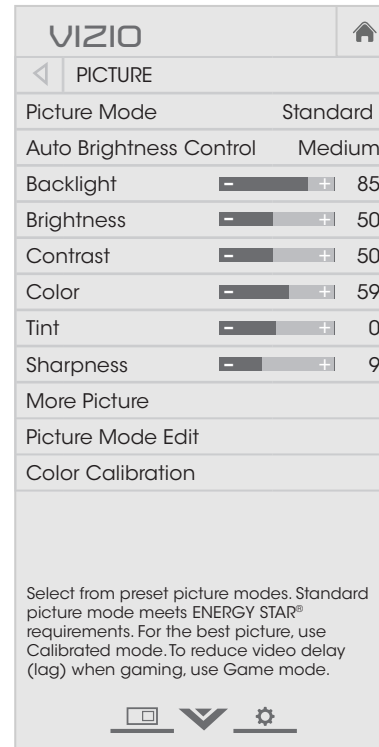 VIZIO
PICTURE
Picture Mode Standard
Auto Brightness Control Medium
Backlight - + 85
Brightness - + 50
Contrast - + 50
Color - + 59
Tint - + 0
Sharpness - + 9
More Picture
Picture Mode Edit
Color Calibration
Select from preset picture modes. Standard
picture mode meets ENERGY STAR®
requirements. For the best picture, use
Calibrated mode. To reduce video delay
(lag) when gaming, use Game mode.